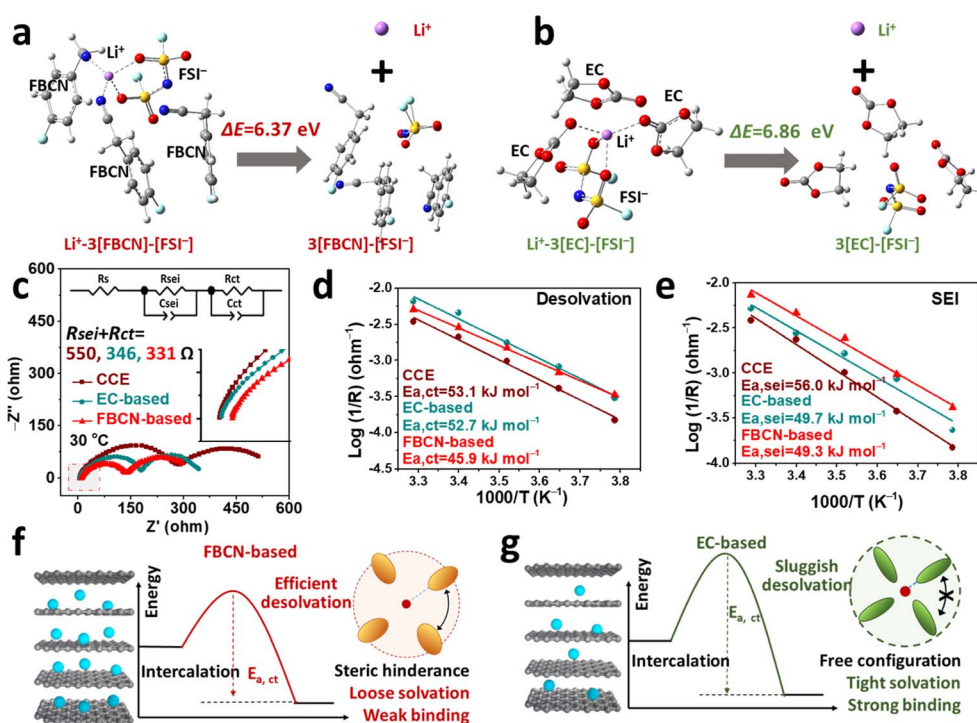 a
Li⁺
FBCN
FSI⁻
FBCN
FBCN
ΔE=6.37 eV
Li⁺
+
Li⁺-3[FBCN]-[FSI⁻]
3[FBCN]-[FSI⁻]
b
EC
EC
EC
Li⁺
FSI⁻
ΔE=6.86 eV
Li⁺
+
Li⁺-3[EC]-[FSI⁻]
3[EC]-[FSI⁻]
c
Rs
Rsei
Rct
Csei
Cct
Rsei+Rct=
550, 346, 331 Ω
CCE
EC-based
FBCN-based
30 °C
600
500
400
300
200
100
0
−Z'' (ohm)
0
150
300
450
600
Z' (ohm)
d
Desolvation
CCE
Ea,ct=53.1 kJ mol⁻¹
EC-based
Ea,ct=52.7 kJ mol⁻¹
FBCN-based
Ea,ct=45.9 kJ mol⁻¹
-2.0
-2.5
-3.0
-3.5
-4.0
-4.5
Log (1/R) (ohm⁻¹)
3.3
3.4
3.5
3.6
3.7
3.8
1000/T (K⁻¹)
e
SEI
CCE
Ea,sei=56.0 kJ mol⁻¹
EC-based
Ea,sei=49.7 kJ mol⁻¹
FBCN-based
Ea,sei=49.3 kJ mol⁻¹
-2.0
-2.5
-3.0
-3.5
-4.0
Log (1/R) (ohm⁻¹)
3.3
3.4
3.5
3.6
3.7
3.8
1000/T (K⁻¹)
f
Energy
FBCN-based
Efficient
desolvation
Intercalation
Ea, ct
Steric hinderance
Loose solvation
Weak binding
g
Energy
EC-based
Sluggish
desolvation
Intercalation
Ea, ct
Free configuration
Tight solvation
Strong binding